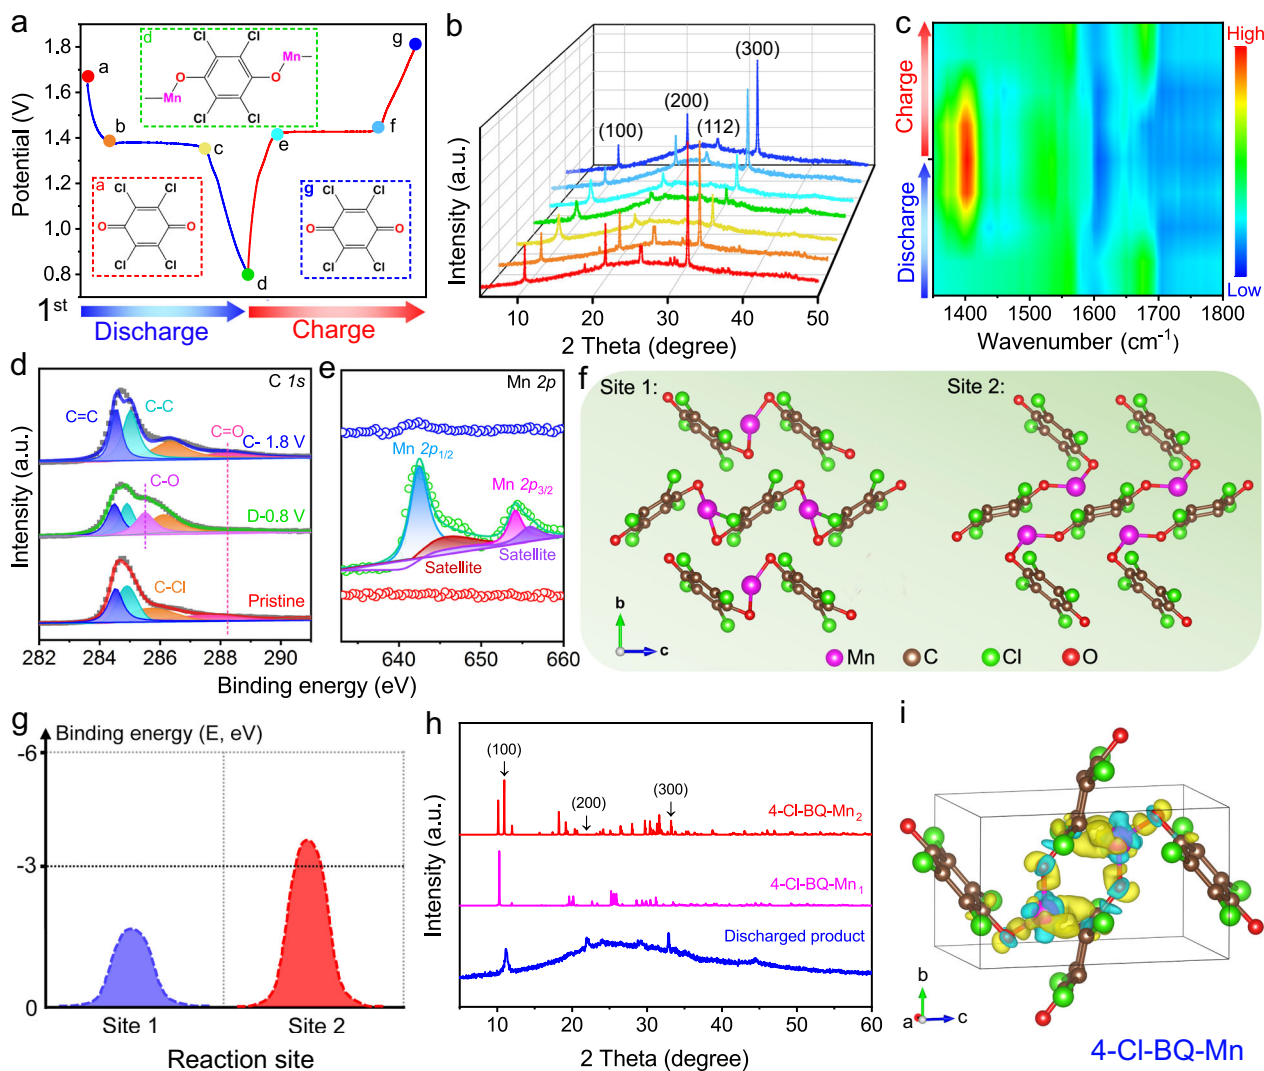 a
Potential (V)
1.8
1.6
1.4
1.2
1.0
0.8
a
b
c
d
e
f
g
d
Cl Cl
Mn
O
O
Mn
Cl Cl
a
Cl Cl
O O
Cl Cl
g
Cl Cl
O O
Cl Cl
1st
Discharge
Charge
b
Intensity (a.u.)
(100)
(200)
(112)
(300)
10 20 30 40 50
2 Theta (degree)
c
Charge
Discharge
High
Low
1400 1500 1600 1700 1800
Wavenumber (cm-1)
d
Intensity (a.u.)
C 1s
C=C
C-C
C=O
C- 1.8 V
C-O
D-0.8 V
C-Cl
Pristine
282 284 286 288 290
Binding energy (eV)
e
Mn 2p
Mn 2p1/2
Mn 2p3/2
Satellite
Satellite
640 650 660
f
Site 1:
Site 2:
b
c
Mn C Cl O
g
Binding energy (E, eV)
-6
-3
0
Site 1 Site 2
Reaction site
h
Intensity (a.u.)
(100)
(200)
(300)
4-Cl-BQ-Mn2
4-Cl-BQ-Mn1
Discharged product
10 20 30 40 50 60
2 Theta (degree)
i
b
a
c
4-Cl-BQ-Mn